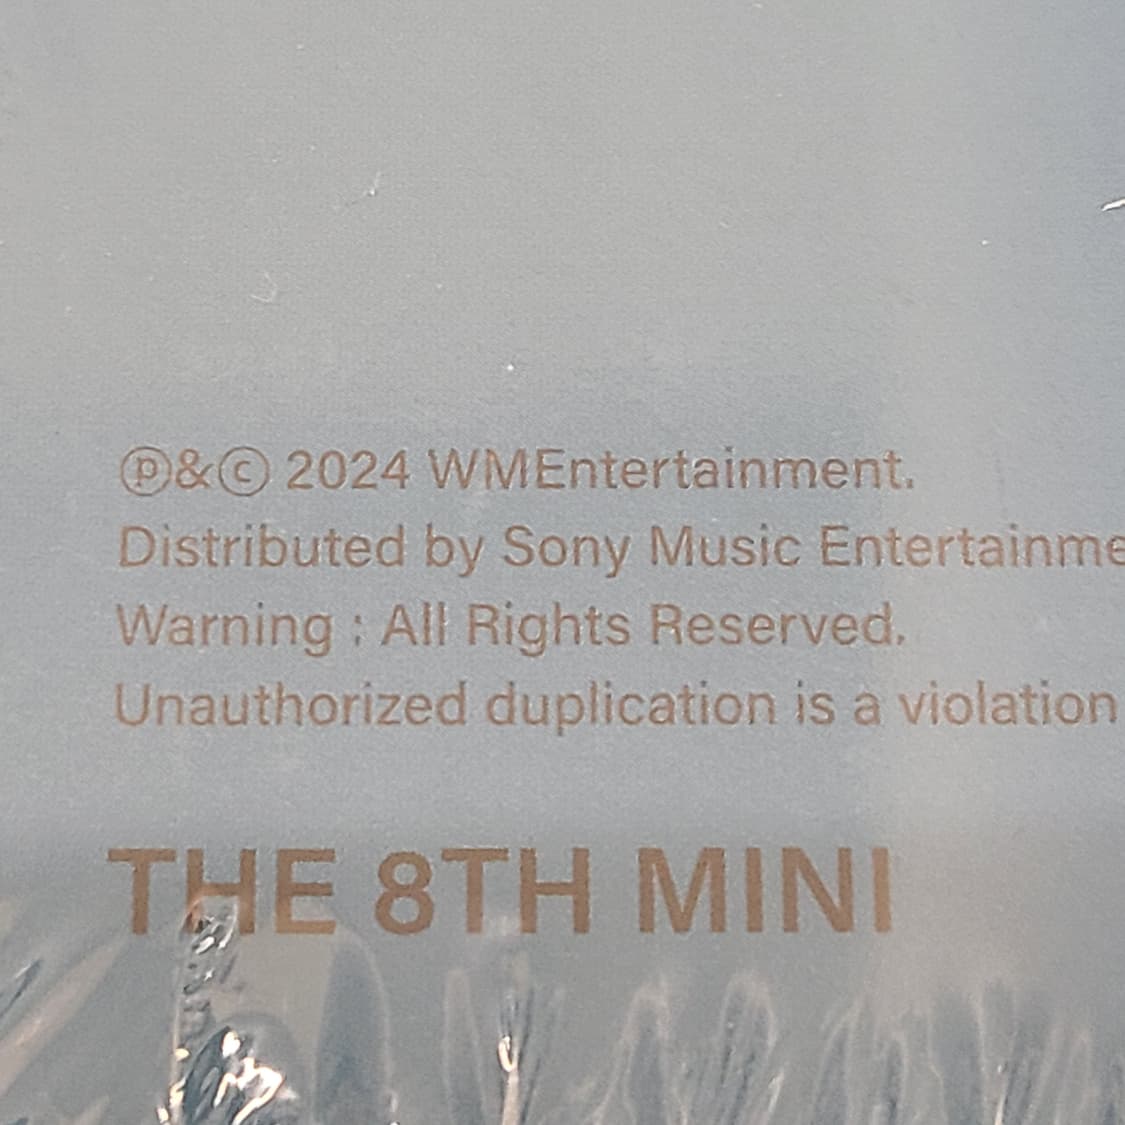 Ⓟ&ⓒ 2024 WMEntertainment.
Distributed by Sony Music Entertainme
Warning : All Rights Reserved.
Unauthorized duplication is a violation
THE 8TH MINI